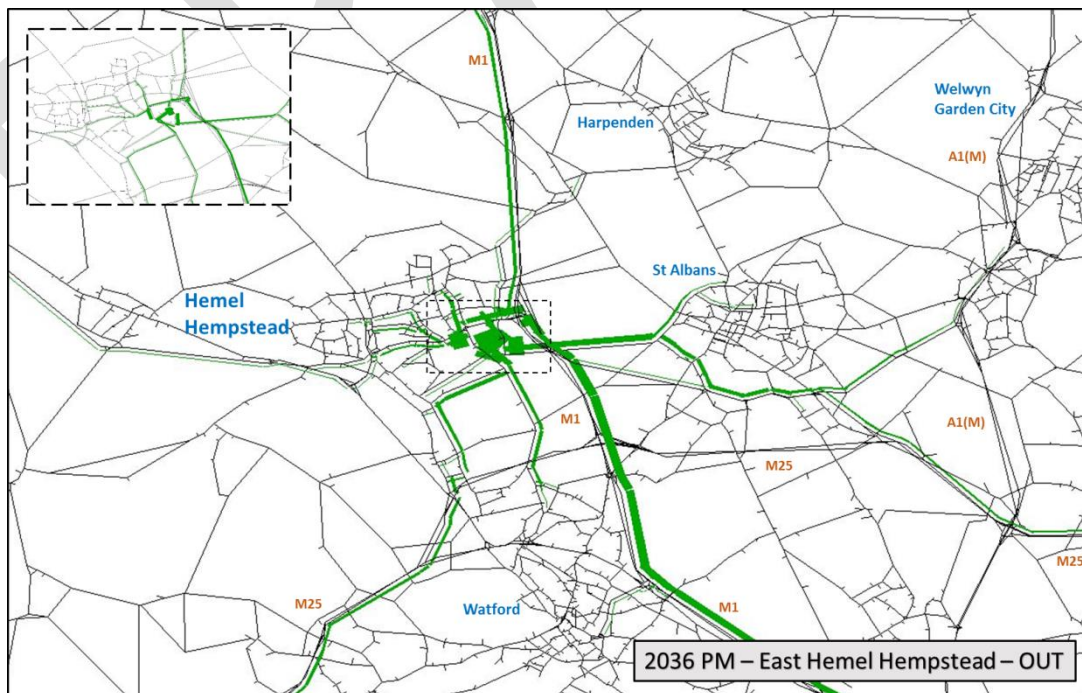 M1
Harpenden
Welwyn
Garden City
A1(M)
St Albans
Hemel
Hempstead
M1
A1(M)
M25
M25
M25
Watford
M1
2036 PM – East Hemel Hempstead – OUT